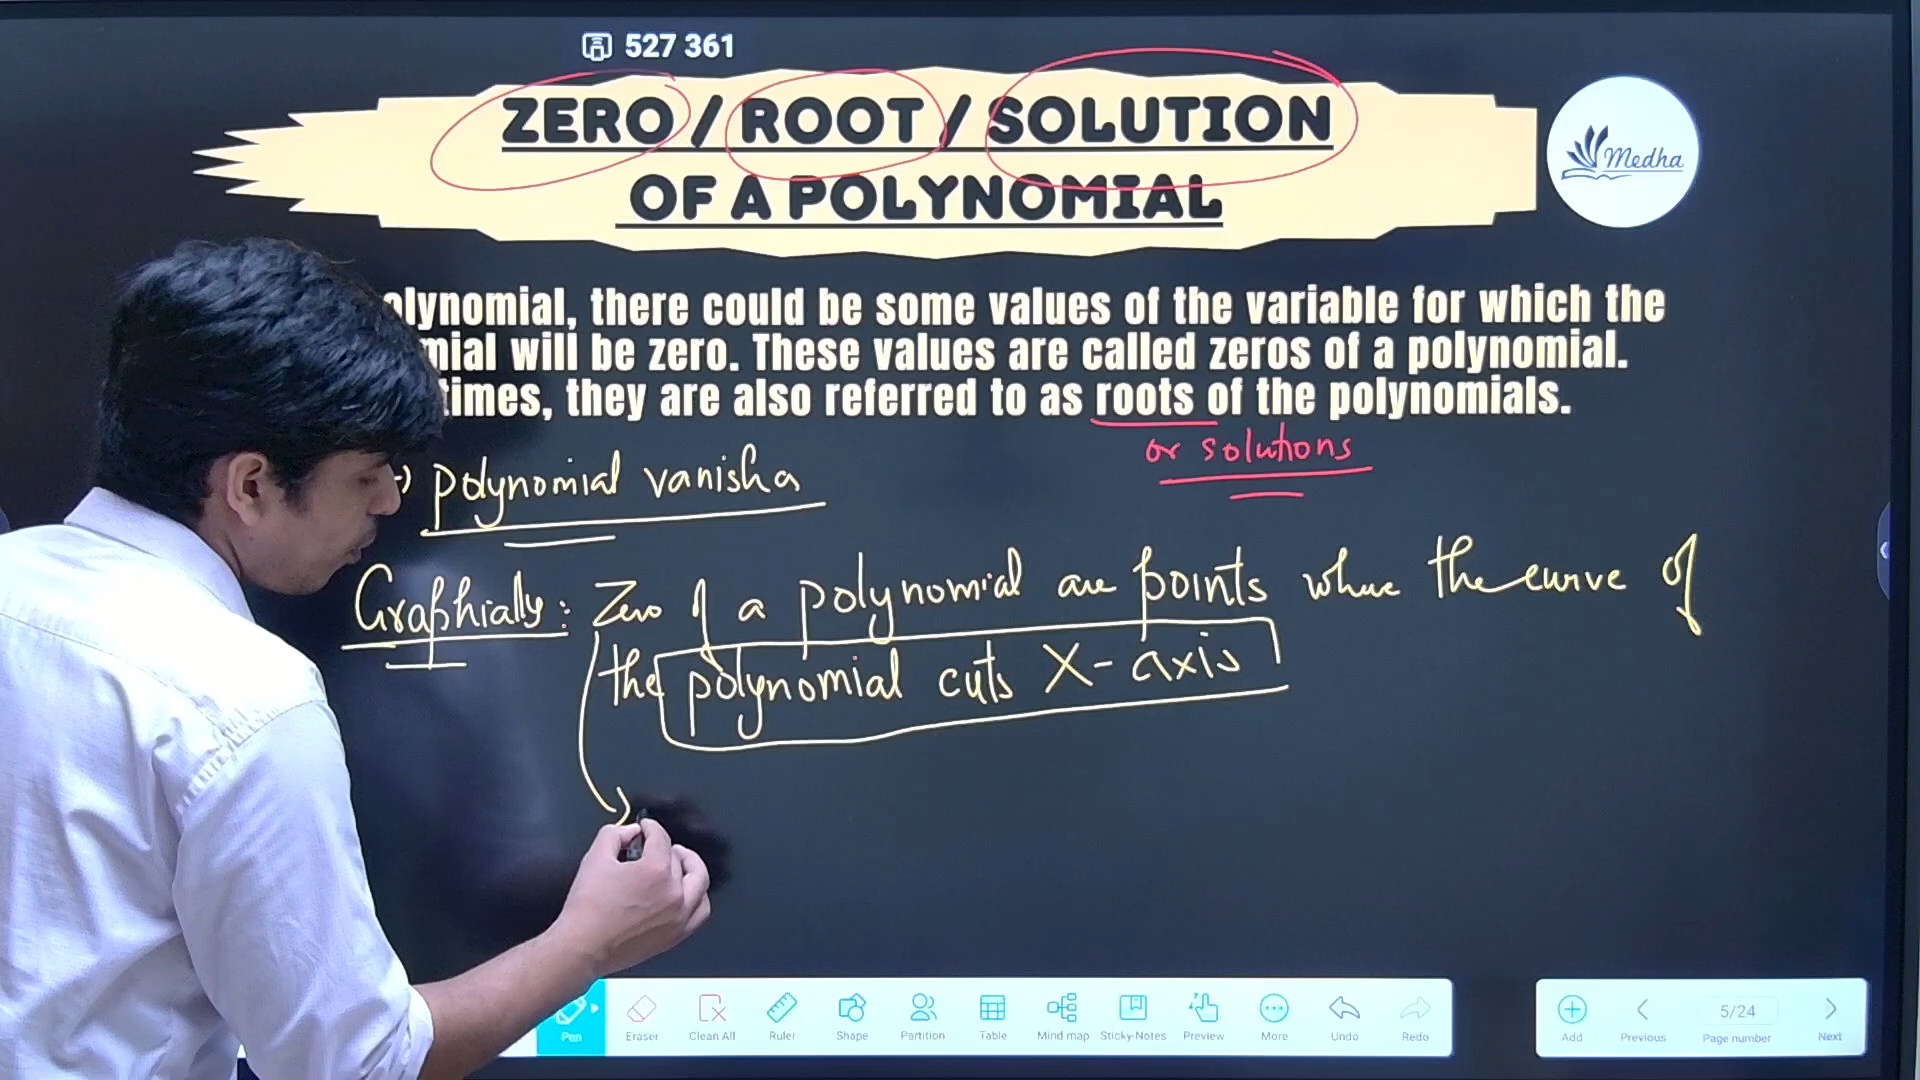 527 361
ZERO / ROOT / SOLUTION
OF A POLYNOMIAL
Medha
olynomial, there could be some values of the variable for which the
mial will be zero. These values are called zeros of a polynomial.
times, they are also referred to as roots of the polynomials.
or solutions
polynomial vanisha
Graphially: Zero of a polynomial are points where the curve of
the polynomial cuts X-axis
Pen Eraser Clean All Ruler Shape Partition Table Mind map Sticky-Notes Preview More Undo Redo
5/24
Add Previous Page number Next